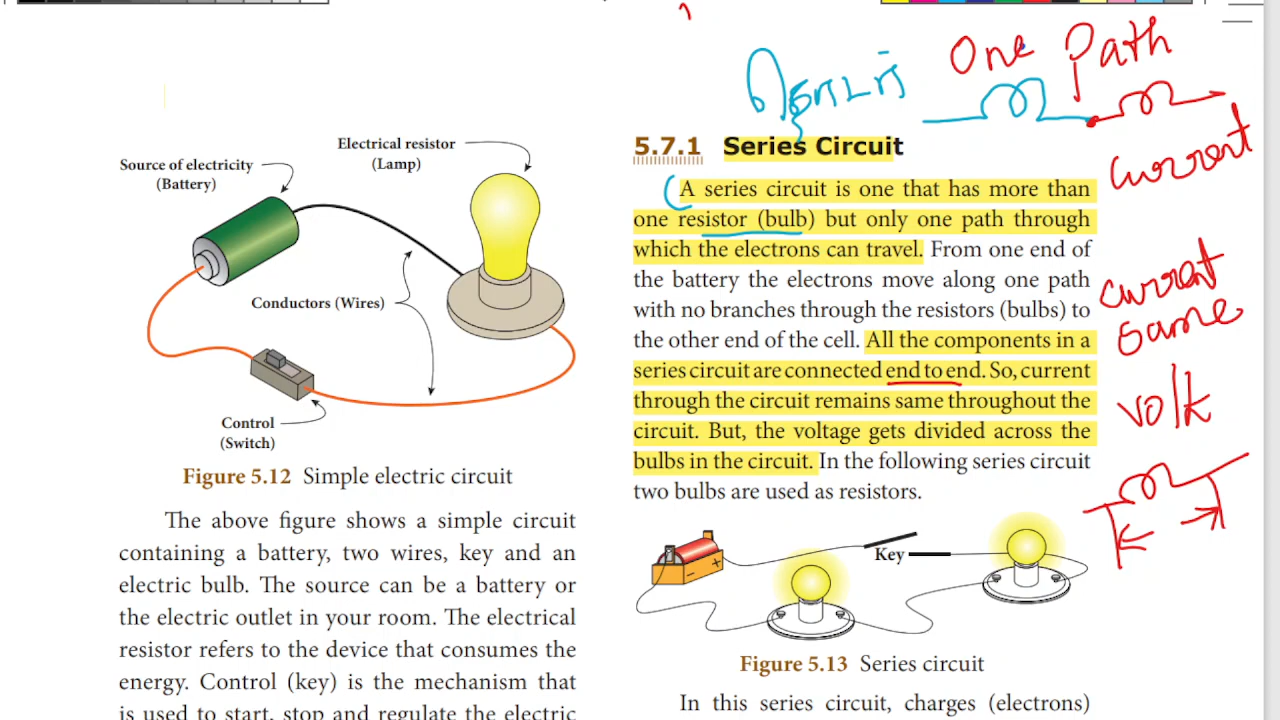 Electrical resistor
(Lamp)
Source of electricity
(Battery)
Conductors (Wires)
Control
(Switch)
Figure 5.12 Simple electric circuit
The above figure shows a simple circuit
containing a battery, two wires, key and an
electric bulb. The source can be a battery or
the electric outlet in your room. The electrical
resistor refers to the device that consumes the
energy. Control (key) is the mechanism that
is used to start, stop and regulate the electric
One Path
5.7.1 Series Circuit
Current
A series circuit is one that has more than
one resistor (bulb) but only one path through
which the electrons can travel. From one end of
the battery the electrons move along one path
with no branches through the resistors (bulbs) to
the other end of the cell. All the components in a
series circuit are connected end to end. So, current
through the circuit remains same throughout the
circuit. But, the voltage gets divided across the
bulbs in the circuit. In the following series circuit
two bulbs are used as resistors.
current
same
Key
- +
Figure 5.13 Series circuit
In this series circuit, charges (electrons)